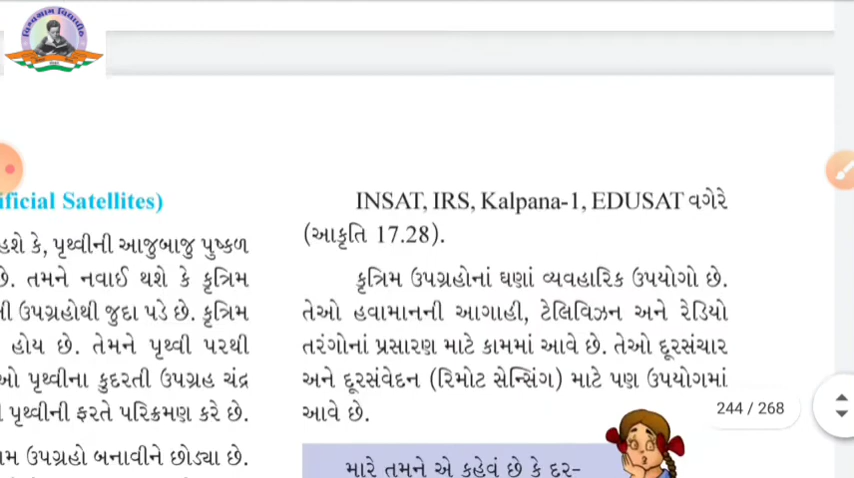 ificial Satellites)
હશે કે, પૃથ્વીની આજુબાજુ પુષ્કળ
છે. તમને નવાઈ થશે કે કૃત્રિમ
ની ઉપગ્રહોથી જુદા પડે છે. કૃત્રિમ
હોય છે. તેમને પૃથ્વી પરથી
ઓ પૃથ્વીના કુદરતી ઉપગ્રહ ચંદ્ર
પૃથ્વીની ફરતે પરિક્રમણ કરે છે.
મ ઉપગ્રહો બનાવીને છોડ્યા છે.
INSAT, IRS, Kalpana-1, EDUSAT વગેરે
(આકૃતિ 17.28).
કૃત્રિમ ઉપગ્રહોનાં ઘણાં વ્યવહારિક ઉપયોગો છે.
તેઓ હવામાનની આગાહી, ટેલિવિઝન અને રેડિયો
તરંગોનાં પ્રસારણ માટે કામમાં આવે છે. તેઓ દૂરસંચાર
અને દૂરસંવેદન (રિમોટ સેન્સિંગ) માટે પણ ઉપયોગમાં
આવે છે.
મારે તમને એ કહેવું છે કે દર-
244 / 268